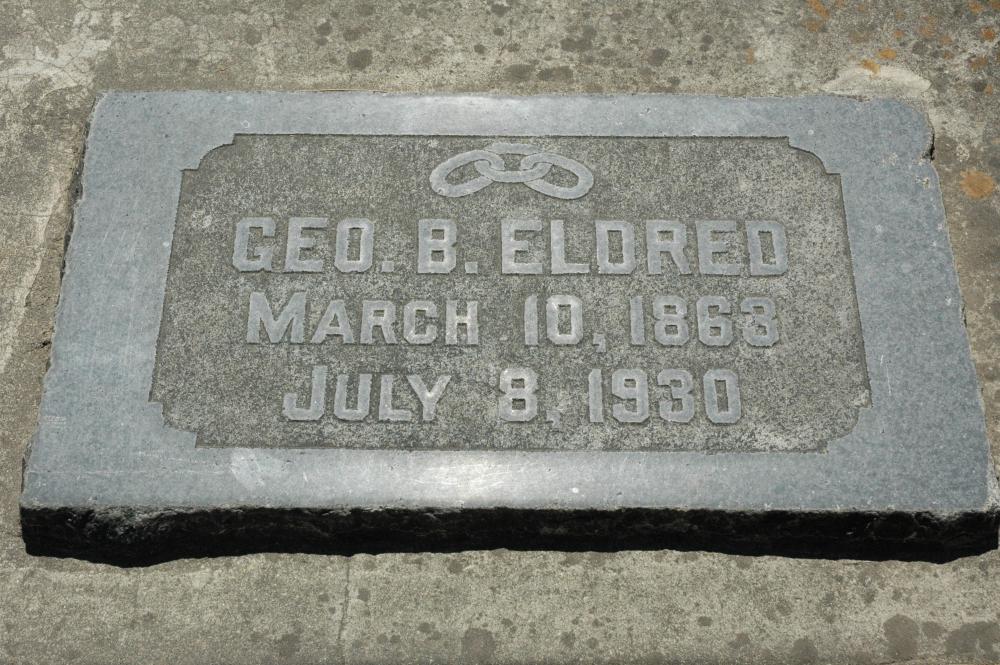 GEO. B. ELDRED
MARCH 10, 1863
JULY 8, 1930